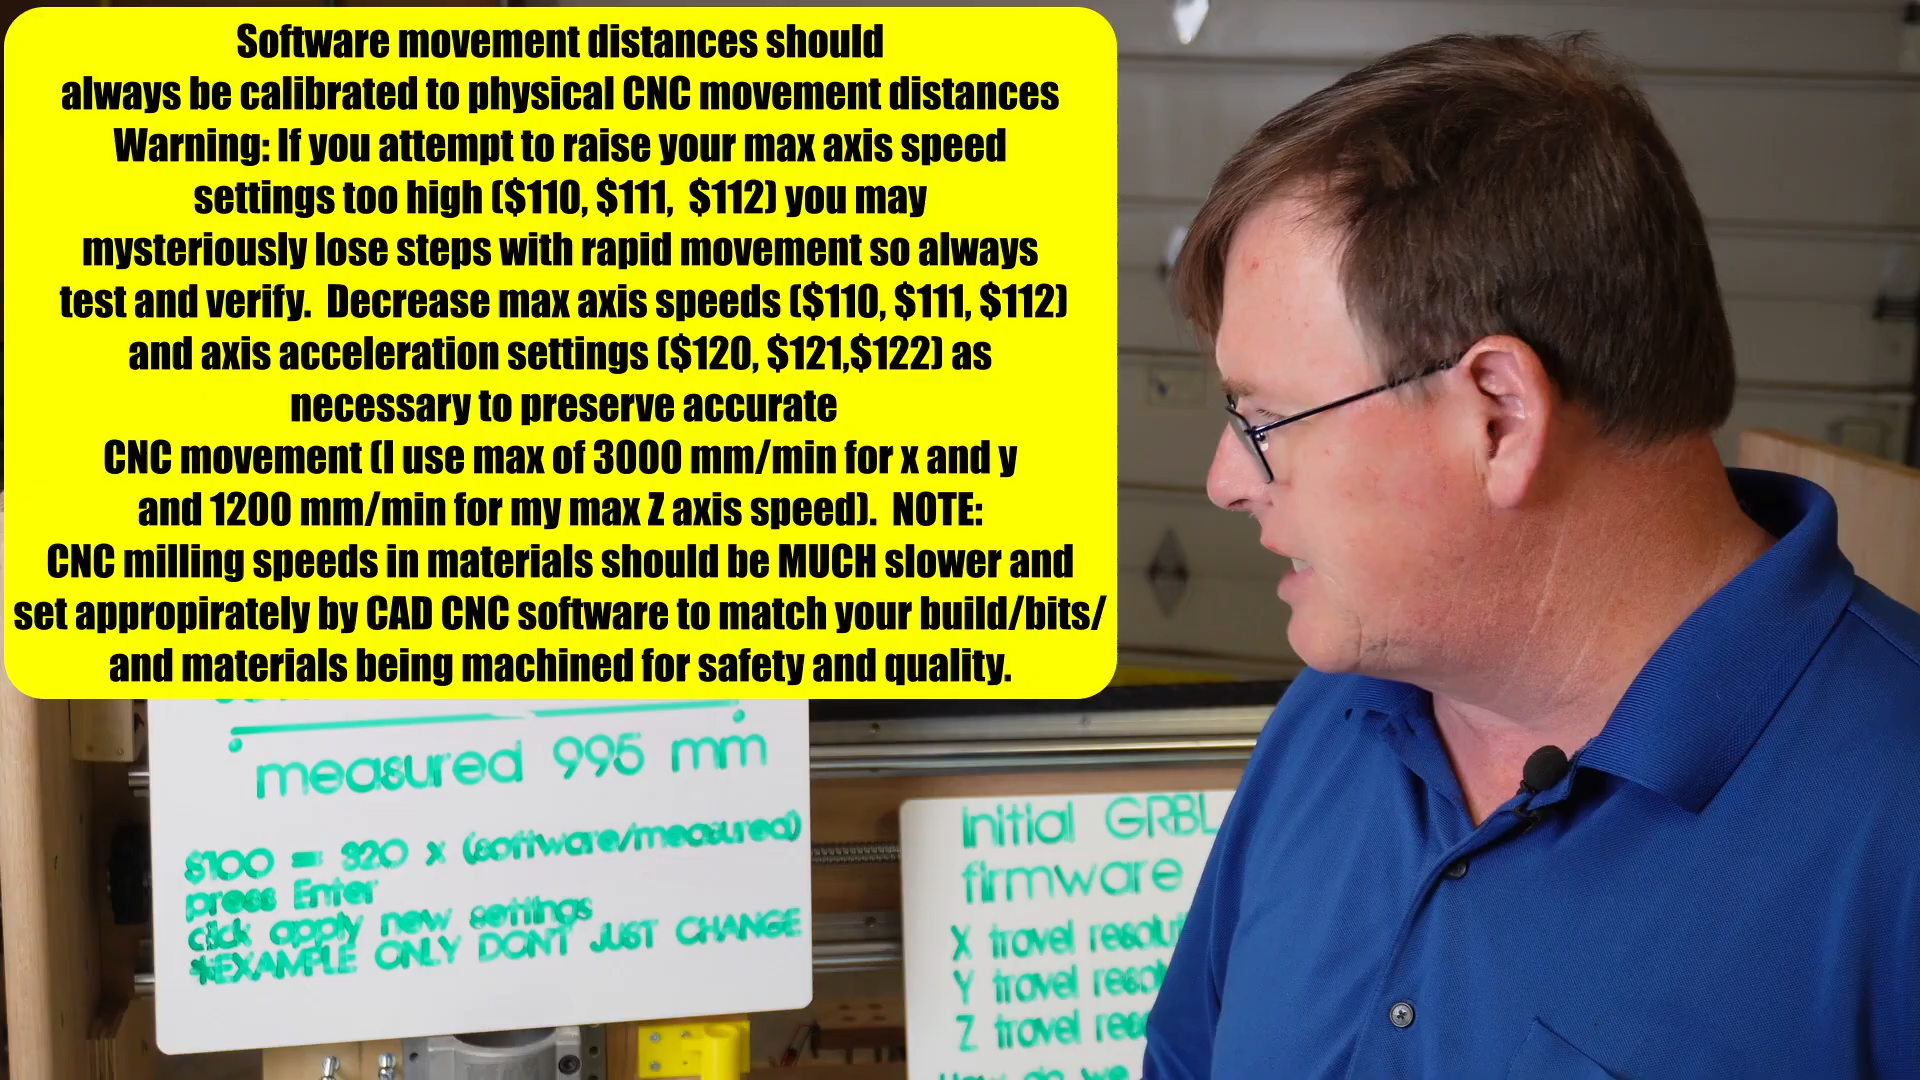 Software movement distances should
always be calibrated to physical CNC movement distances
Warning: If you attempt to raise your max axis speed
settings too high ($110, $111,  $112) you may
mysteriously lose steps with rapid movement so always
test and verify.  Decrease max axis speeds ($110, $111, $112)
and axis acceleration settings ($120, $121,$122) as
necessary to preserve accurate
CNC movement (I use max of 3000 mm/min for x and y
and 1200 mm/min for my max Z axis speed).  NOTE:
CNC milling speeds in materials should be MUCH slower and
set appropirately by CAD CNC software to match your build/bits/
and materials being machined for safety and quality.
measured 995 mm
$100 = 320 x (software/measured)
press Enter
click apply new settings
*EXAMPLE ONLY DONT JUST CHANGE
initial GRBL
firmware
X travel
Y travel
Z travel
How do we